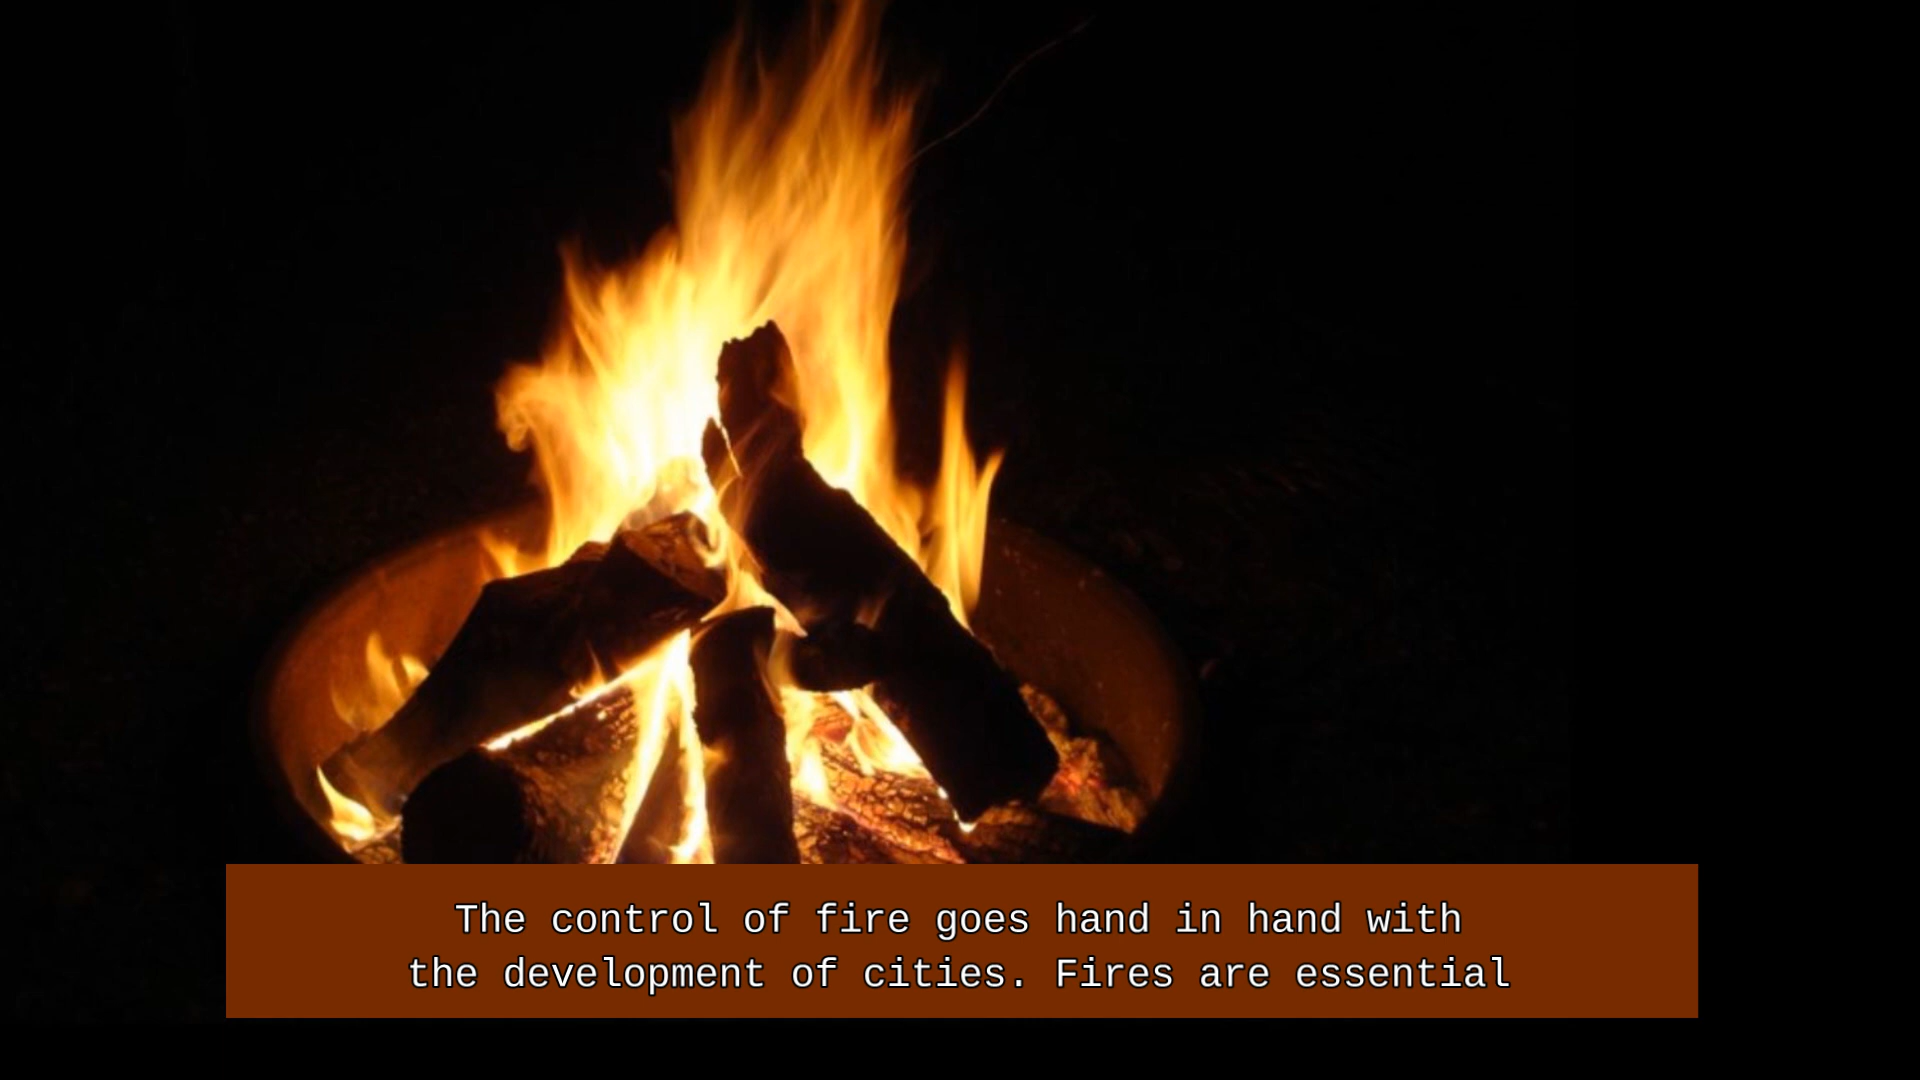 The control of fire goes hand in hand with
the development of cities. Fires are essential